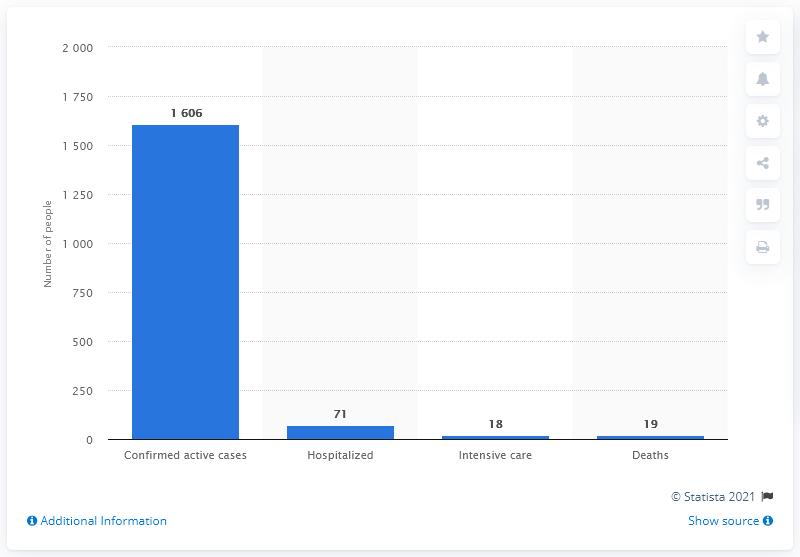 2 000
1 750
1 500
1 250
1 000
750
500
250
0
Number of people
1 606
71
18
19
Confirmed active cases
Hospitalized
Intensive care
Deaths
© Statista 2021
Additional Information
Show source